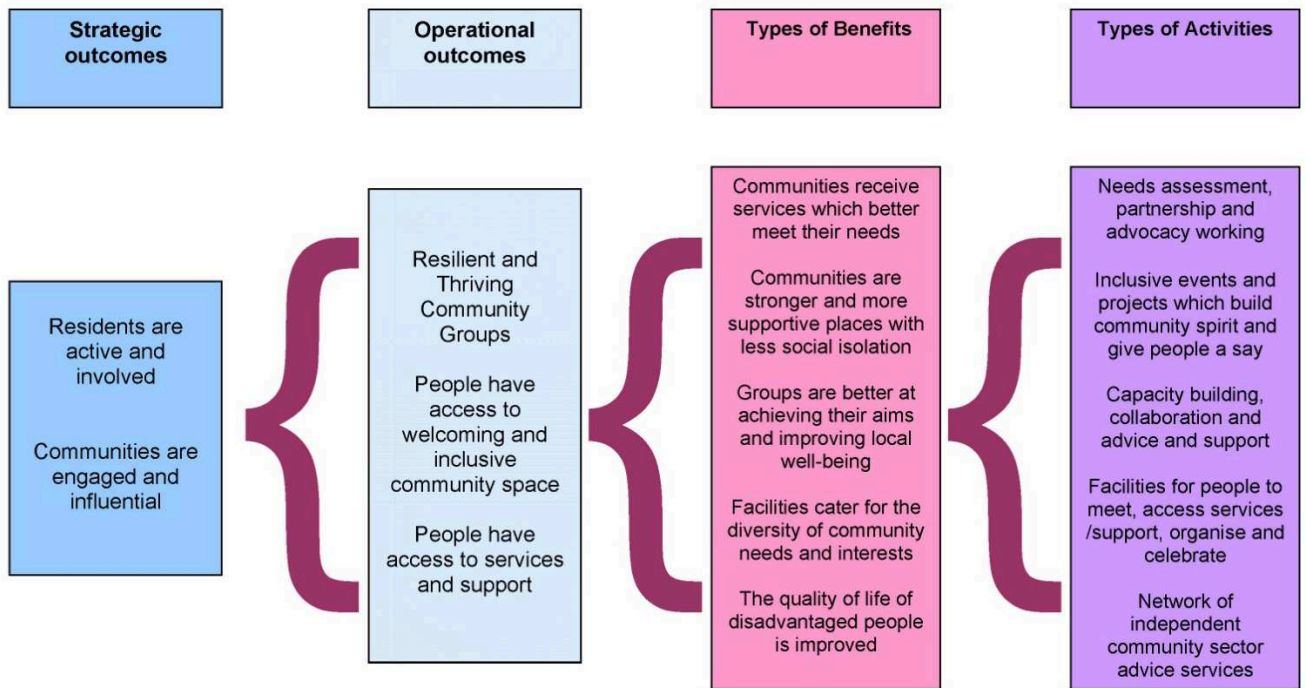 Strategic
outcomes
Operational
outcomes
Types of Benefits
Types of Activities
Residents are
active and
involved
Communities are
engaged and
influential
Resilient and
Thriving
Community
Groups
People have
access to
welcoming and
inclusive
community space
People have
access to services
and support
Communities receive
services which better
meet their needs
Communities are
stronger and more
supportive places with
less social isolation
Groups are better at
achieving their aims
and improving local
well-being
Facilities cater for the
diversity of community
needs and interests
The quality of life of
disadvantaged people
is improved
Needs assessment,
partnership and
advocacy working
Inclusive events and
projects which build
community spirit and
give people a say
Capacity building,
collaboration and
advice and support
Facilities for people to
meet, access services
/support, organise and
celebrate
Network of
independent
community sector
advice services